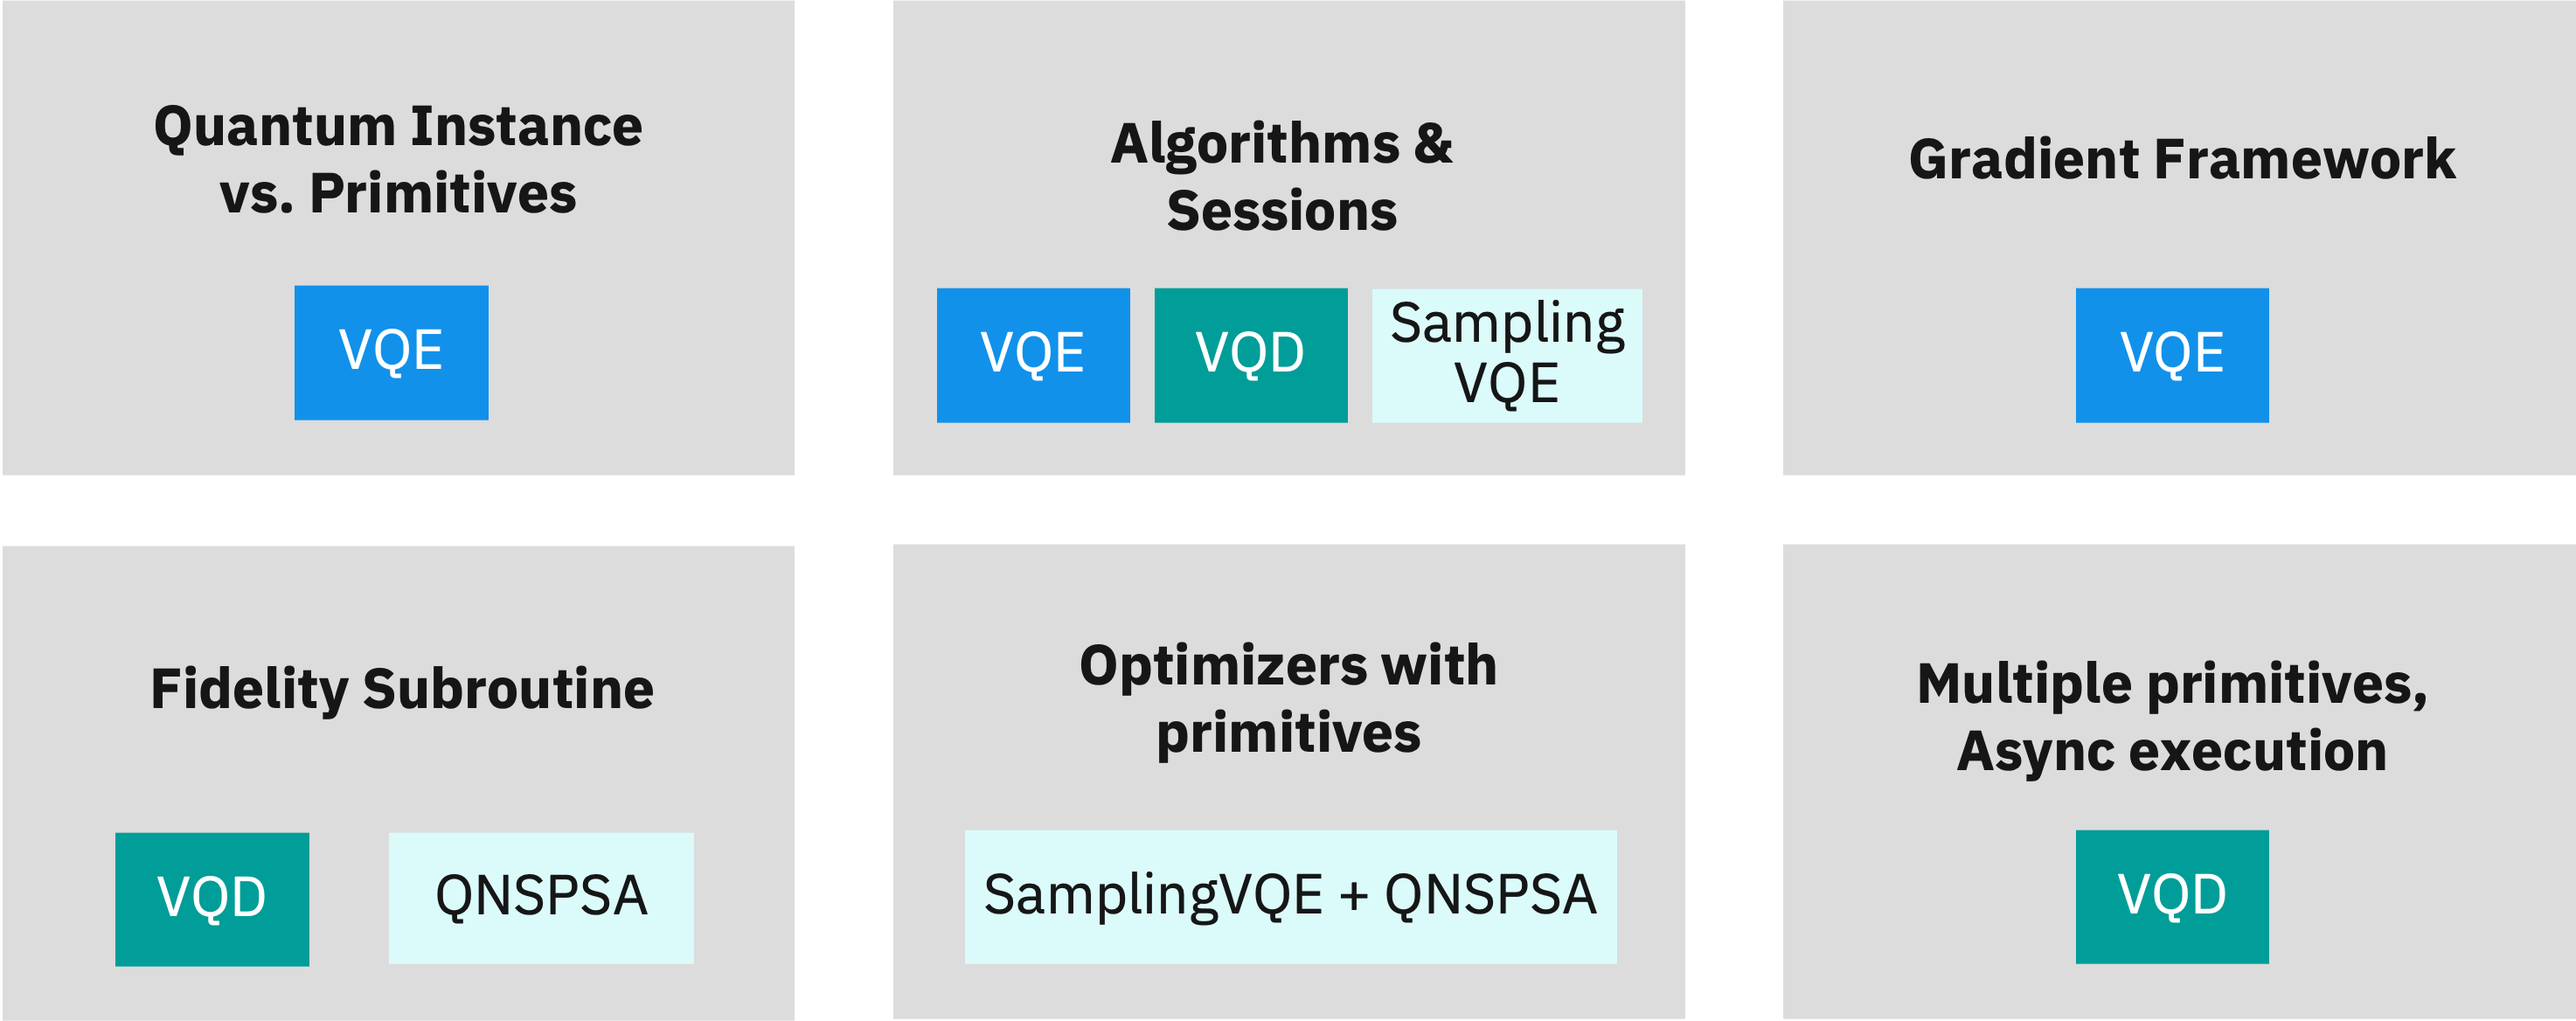 Quantum Instance
vs. Primitives
VQE
Algorithms &
Sessions
VQE
VQD
Sampling
VQE
Gradient Framework
VQE
Fidelity Subroutine
VQD
QNSPSA
Optimizers with
primitives
SamplingVQE + QNSPSA
Multiple primitives,
Async execution
VQD